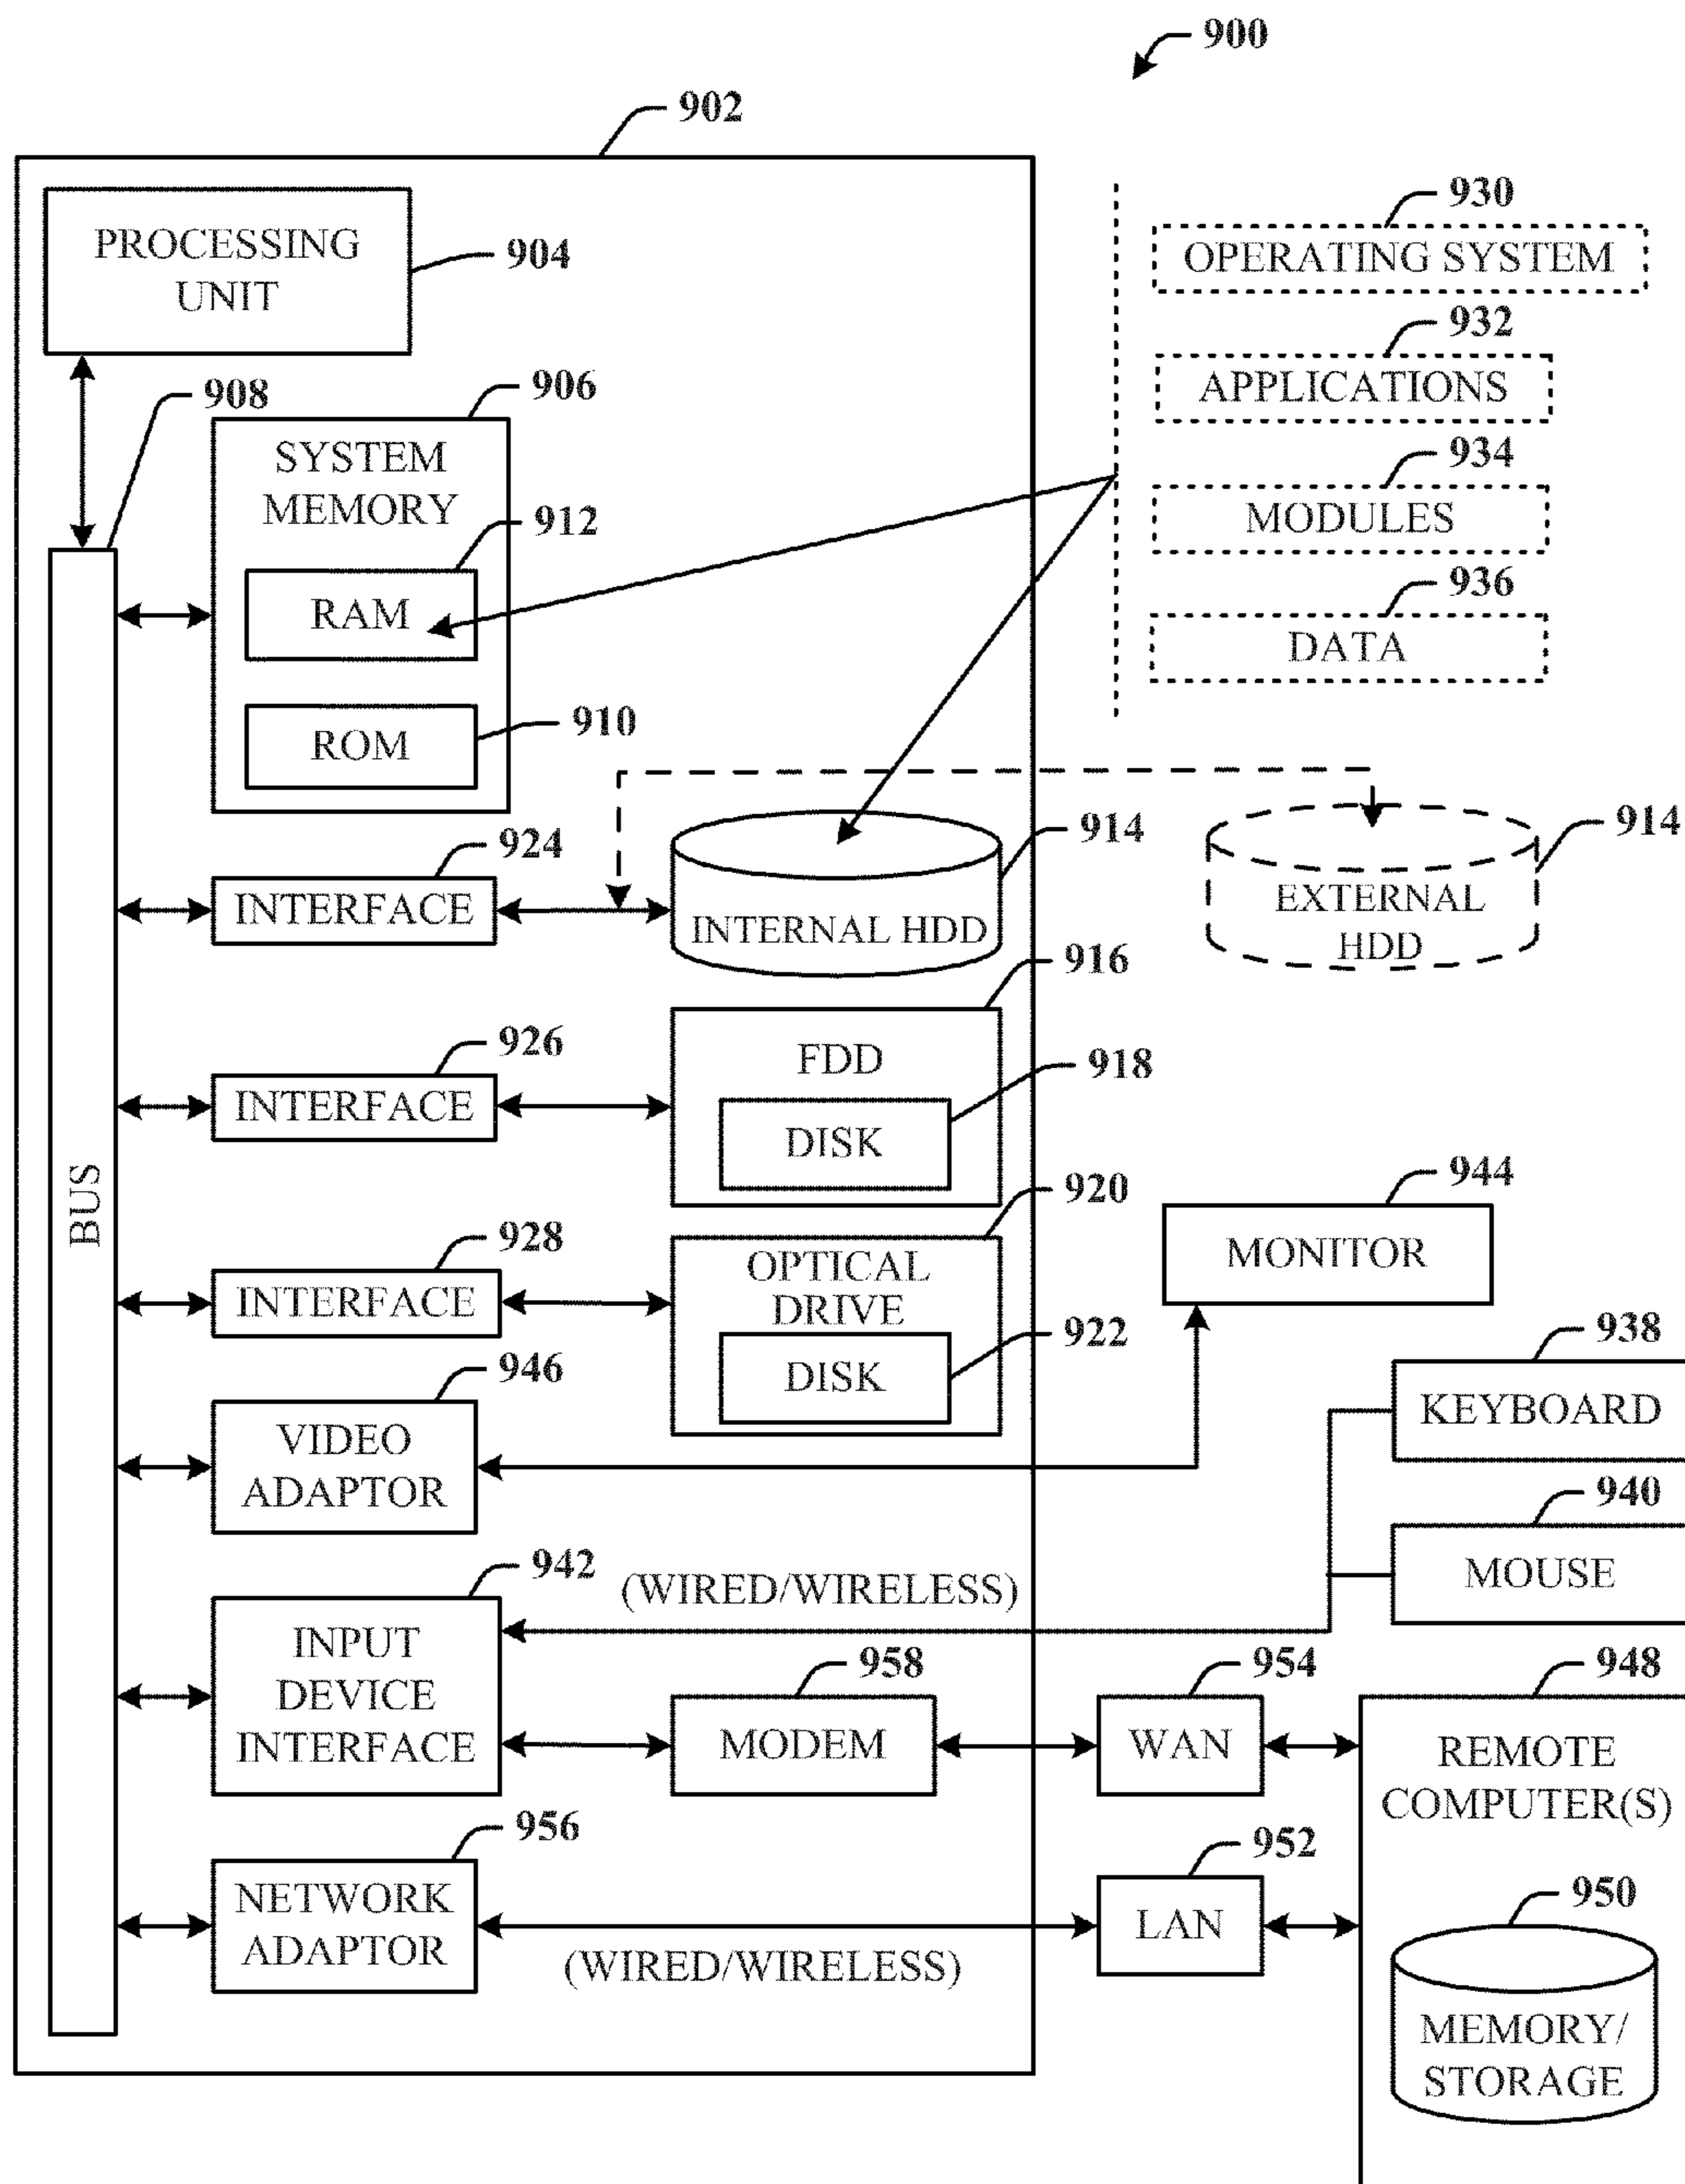 900
902
PROCESSING
UNIT
904
930
OPERATING SYSTEM
932
APPLICATIONS
934
MODULES
936
DATA
908
906
SYSTEM
MEMORY
912
RAM
910
ROM
BUS
924
INTERFACE
914
INTERNAL HDD
914
EXTERNAL
HDD
926
INTERFACE
916
FDD
918
DISK
928
INTERFACE
920
OPTICAL
DRIVE
922
DISK
944
MONITOR
946
VIDEO
ADAPTOR
938
KEYBOARD
940
MOUSE
942
INPUT
DEVICE
INTERFACE
(WIRED/WIRELESS)
958
MODEM
954
WAN
948
REMOTE
COMPUTER(S)
956
NETWORK
ADAPTOR
(WIRED/WIRELESS)
952
LAN
950
MEMORY/
STORAGE